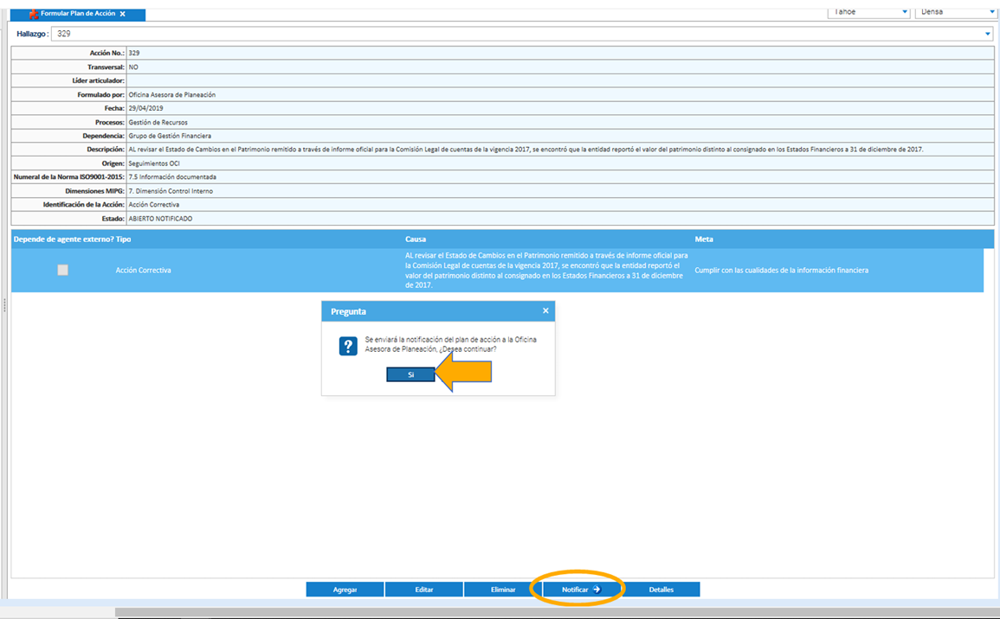 Formular Plan de Acción X
Tahoe
Densa
Hallazgo : 329
Acción No.: 329
Transversal: NO
Líder articulador:
Formulado por: Oficina Asesora de Planeación
Fecha: 29/04/2019
Procesos: Gestión de Recursos
Dependencia: Grupo de Gestión Financiera
Descripción: AL revisar el Estado de Cambios en el Patrimonio remitido a través de informe oficial para la Comisión Legal de cuentas de la vigencia 2017, se encontró que la entidad reportó el valor del patrimonio distinto al consignado en los Estados Financieros a 31 de diciembre de 2017.
Origen: Seguimientos OCI
Numeral de la Norma ISO9001-2015: 7.5 Información documentada
Dimensiones MIPG: 7. Dimensión Control Interno
Identificación de la Acción: Acción Correctiva
Estado: ABIERTO NOTIFICADO
Depende de agente externo? Tipo Causa Meta
AL revisar el Estado de Cambios en el Patrimonio remitido a través de informe oficial para
la Comisión Legal de cuentas de la vigencia 2017, se encontró que la entidad reportó el
Acción Correctiva
valor del patrimonio distinto al consignado en los Estados Financieros a 31 de diciembre
de 2017.
Cumplir con las cualidades de la información financiera
Pregunta ×
? Se enviará la notificación del plan de acción a la Oficina
Asesora de Planeación, ¿Desea continuar?
Si
Agregar Editar Eliminar Notificar → Detalles